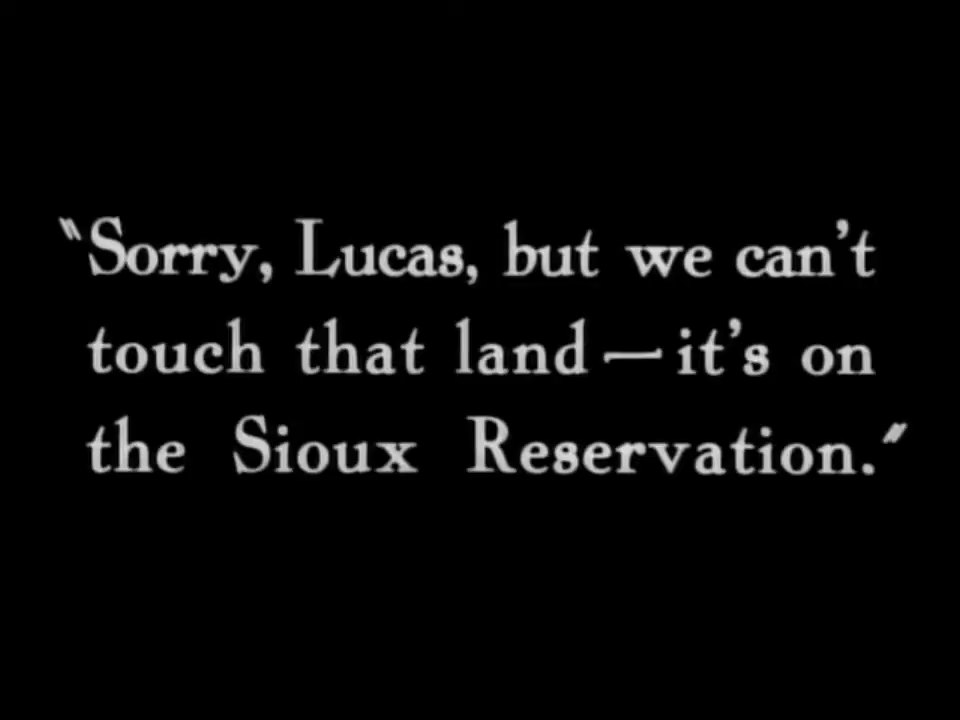 "Sorry, Lucas, but we can't
touch that land—it's on
the Sioux Reservation."